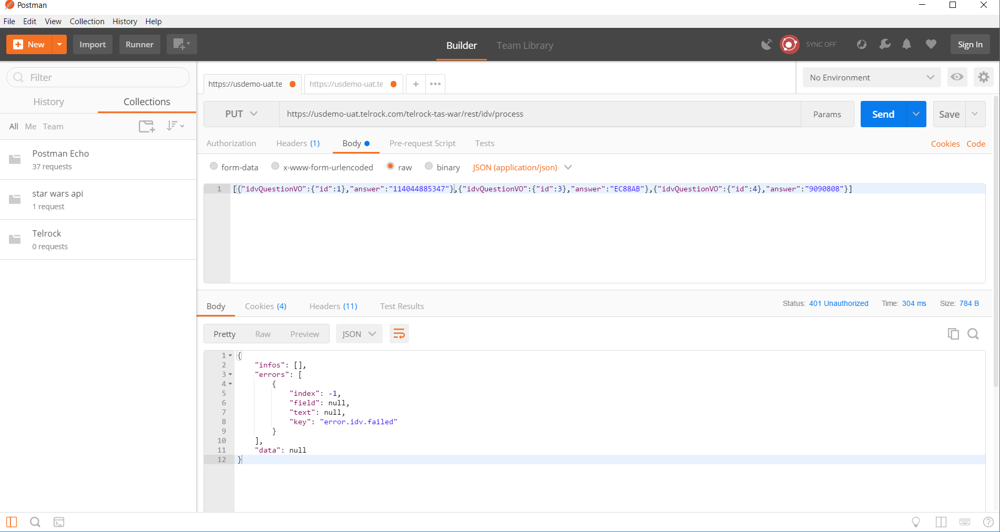 Postman
File Edit View Collection History Help
New Import Runner Builder Team Library SYNC OFF Sign In
Filter
History Collections
All Me Team
Postman Echo
37 requests
star wars api
1 request
Telrock
0 requests
https://usdemo-uat.te https://usdemo-uat.te + ••• No Environment
PUT https://usdemo-uat.telrock.com/telrock-tas-war/rest/idv/process Params Send Save
Authorization Headers (1) Body Pre-request Script Tests Cookies Code
form-data x-www-form-urlencoded raw binary JSON (application/json)
1 [{"idvQuestionVO":{"id":1},"answer":"114044885347"},{"idvQuestionVO":{"id":3},"answer":"EC88AB"},{"idvQuestionVO":{"id":4},"answer":"9090808"}]
Body Cookies (4) Headers (11) Test Results Status: 401 Unauthorized Time: 304 ms Size: 784 B
Pretty Raw Preview JSON
1 {
2 "infos": [],
3 "errors": [
4 {
5 "index": -1,
6 "field": null,
7 "text": null,
8 "key": "error.idv.failed"
9 }
10 ],
11 "data": null
12 }